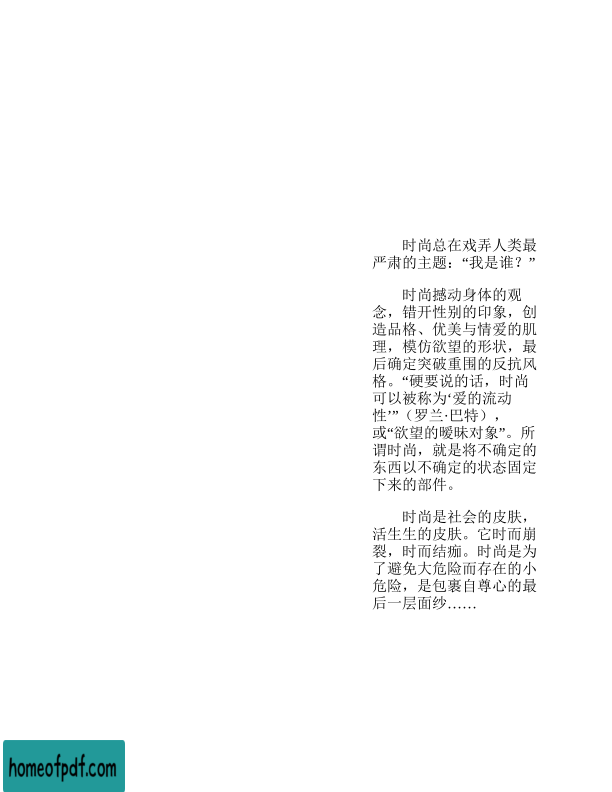 时尚总在戏弄人类最
严肃的主题：“我是谁？”
时尚撼动身体的观
念，错开性别的印象，创
造品格、优美与情爱的肌
理，模仿欲望的形状，最
后确定突破重围的反抗风
格。“硬要说的话，时尚
可以被称为‘爱的流动
性’”（罗兰·巴特），
或“欲望的暧昧对象”。所
谓时尚，就是将不确定的
东西以不确定的状态固定
下来的部件。
时尚是社会的皮肤，
活生生的皮肤。它时而崩
裂，时而结痂。时尚是为
了避免大危险而存在的小
危险，是包裹自尊心的最
后一层面纱……
homeofpdf.com